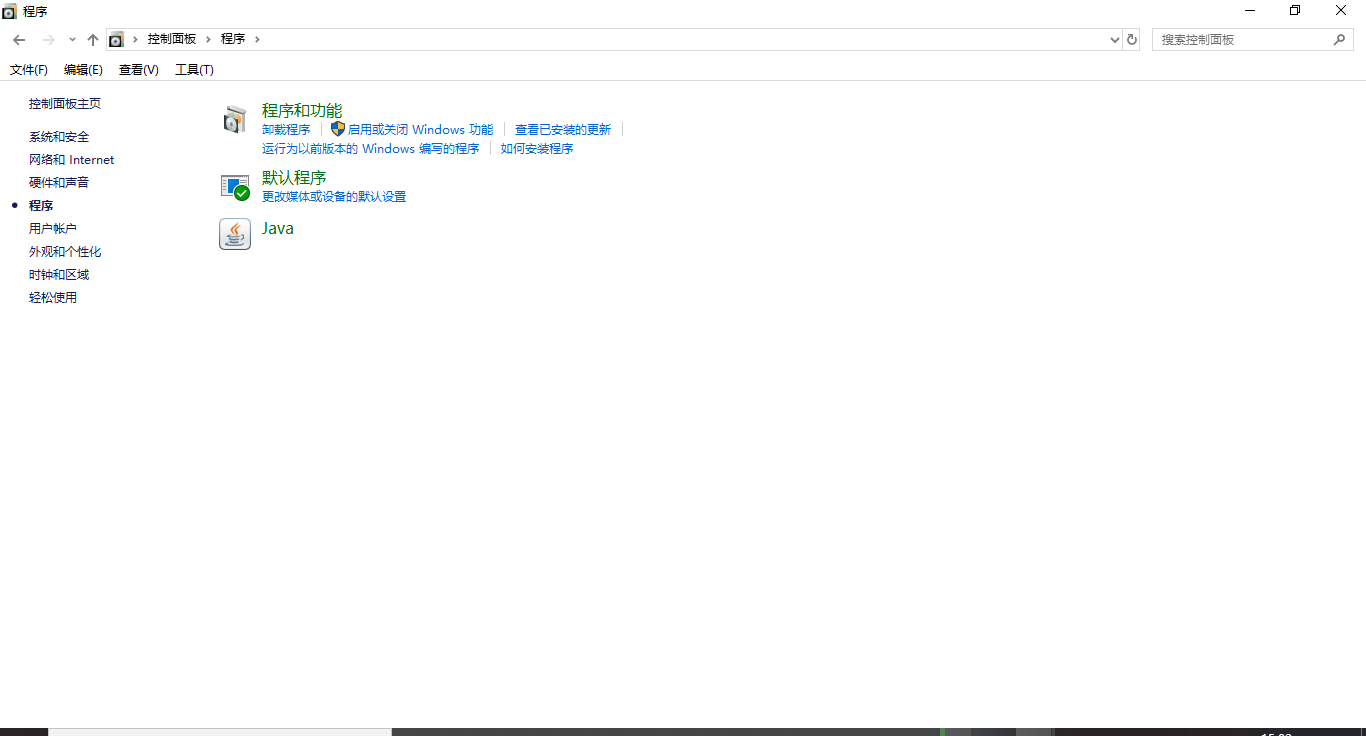 程序
控制面板 程序 搜索控制面板
文件(F) 编辑(E) 查看(V) 工具(T)
控制面板主页
系统和安全
网络和 Internet
硬件和声音
程序
用户帐户
外观和个性化
时钟和区域
轻松使用
程序和功能
卸载程序 启用或关闭 Windows 功能 查看已安装的更新
运行为以前版本的 Windows 编写的程序 如何安装程序
默认程序
更改媒体或设备的默认设置
Java